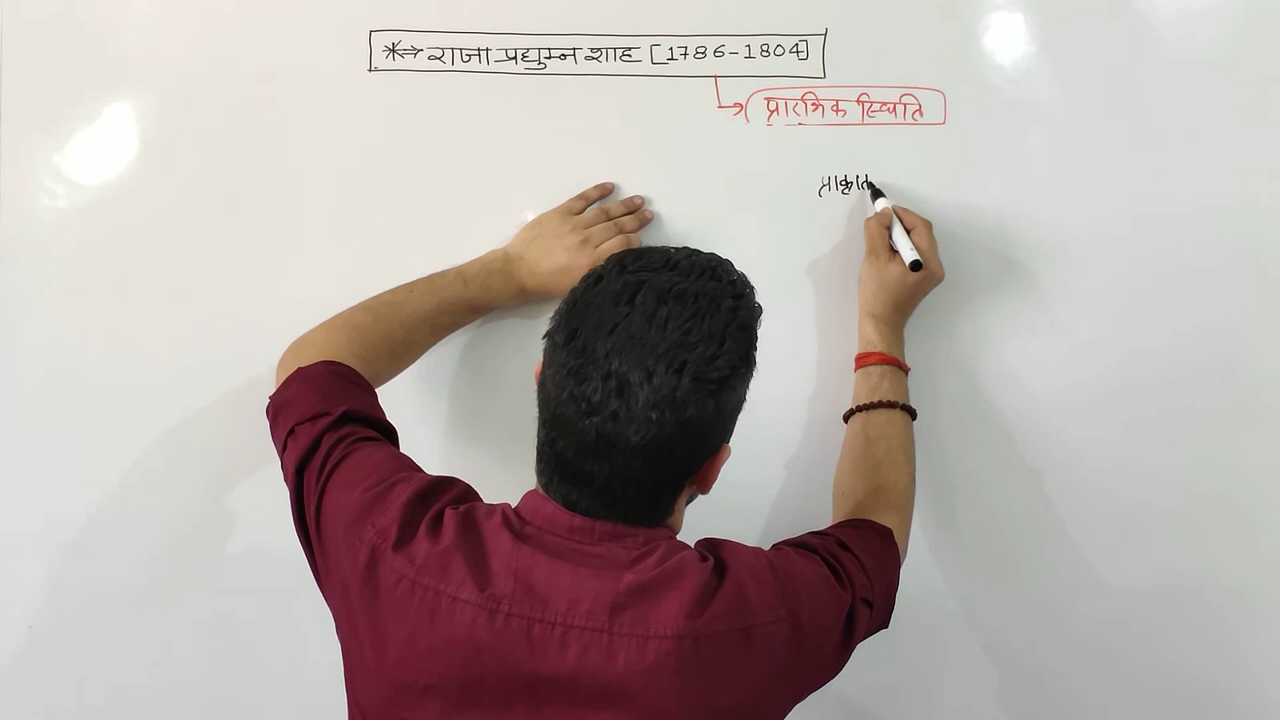 *⇒ राजा प्रद्युम्न शाह [1786-1804]
प्रारंभिक स्थिति